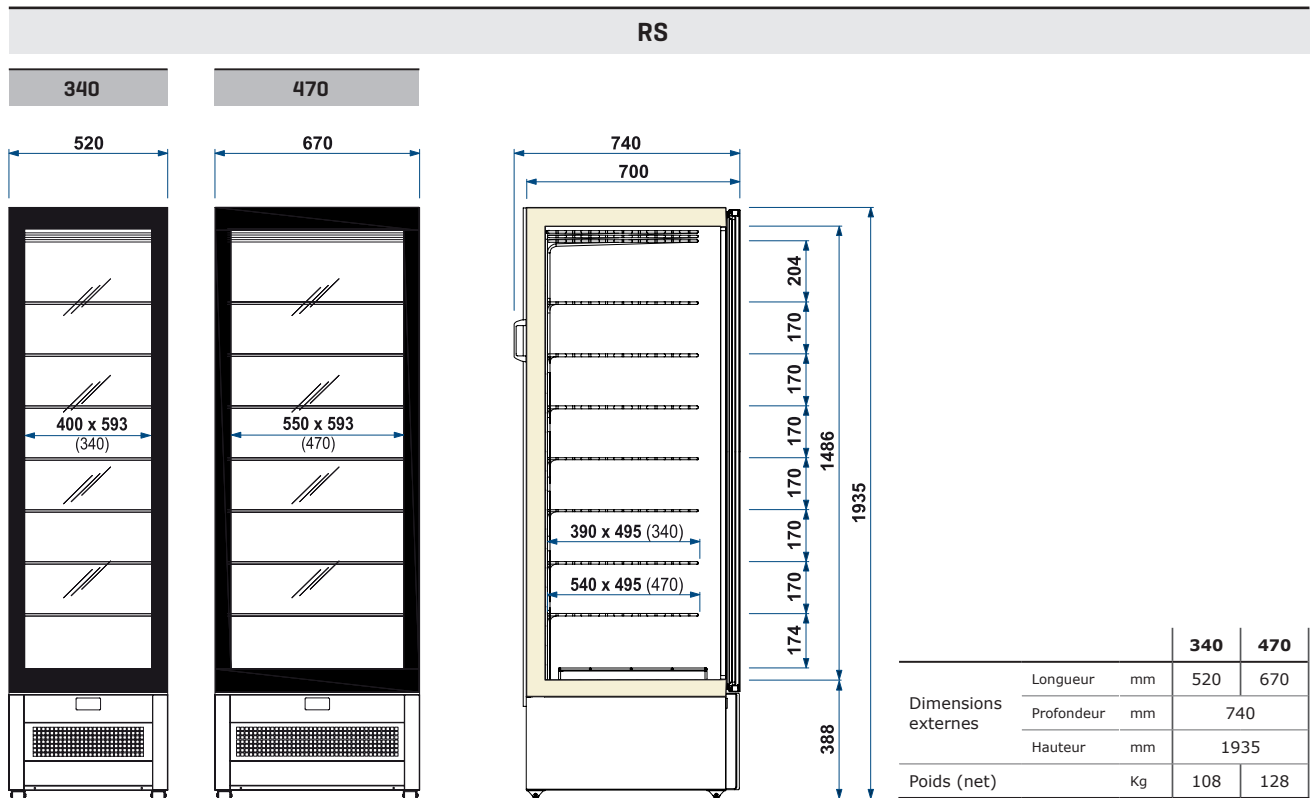 RS
340
470
520
670
740
700
400 x 593
(340)
550 x 593
(470)
204
170
170
170
170
170
170
174
1486
1935
388
390 x 495 (340)
540 x 495 (470)
340 470
Dimensions externes
Longueur mm 520 670
Profondeur mm 740
Hauteur mm 1935
Poids (net) Kg 108 128